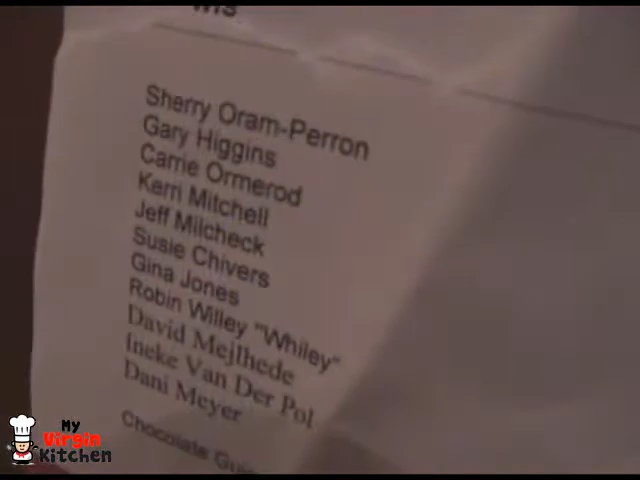 Sherry Oram-Perron
Gary Higgins
Carrie Ormerod
Kerri Mitchell
Jeff Milcheck
Susie Chivers
Gina Jones
Robin Willey "Whiley"
David Mejlhede
Ineke Van Der Pol
Dani Meyer
Chocolate
My
Virgin
Kitchen